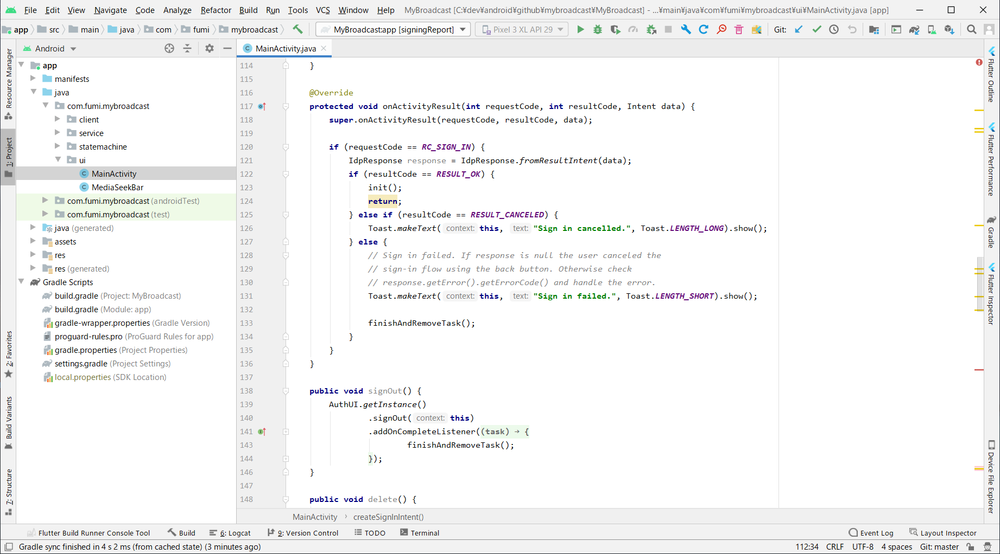 File Edit View Navigate Code Analyze Refactor Build Run Tools VCS Window Help MyBroadcast [C:¥dev¥android¥github¥mybroadcast¥MyBroadcast] - ...¥main¥java¥com¥fumi¥mybroadcast¥ui¥MainActivity.java [app]
app src main java com fumi mybroadcast MyBroadcast:app [signingReport] Pixel 3 XL API 29 Git:
Android
MainActivity.java
Resource Manager
1: Project
2: Favorites
Build Variants
7: Structure
app
manifests
java
com.fumi.mybroadcast
client
service
statemachine
ui
MainActivity
MediaSeekBar
com.fumi.mybroadcast (androidTest)
com.fumi.mybroadcast (test)
java (generated)
assets
res
res (generated)
Gradle Scripts
build.gradle (Project: MyBroadcast)
build.gradle (Module: app)
gradle-wrapper.properties (Gradle Version)
proguard-rules.pro (ProGuard Rules for app)
gradle.properties (Project Properties)
settings.gradle (Project Settings)
local.properties (SDK Location)
114 }
115
116 @Override
117 protected void onActivityResult(int requestCode, int resultCode, Intent data) {
118 super.onActivityResult(requestCode, resultCode, data);
119
120 if (requestCode == RC_SIGN_IN) {
121 IdpResponse response = IdpResponse.fromResultIntent(data);
122 if (resultCode == RESULT_OK) {
123 init();
124 return;
125 } else if (resultCode == RESULT_CANCELED) {
126 Toast.makeText( context: this, text: "Sign in cancelled.", Toast.LENGTH_LONG).show();
127 } else {
128 // Sign in failed. If response is null the user canceled the
129 // sign-in flow using the back button. Otherwise check
130 // response.getError().getErrorCode() and handle the error.
131 Toast.makeText( context: this, text: "Sign in failed.", Toast.LENGTH_SHORT).show();
132
133 finishAndRemoveTask();
134 }
135 }
136 }
137
138 public void signOut() {
139 AuthUI.getInstance()
140 .signOut( context: this)
141 .addOnCompleteListener((task) → {
143 finishAndRemoveTask();
144 });
146 }
147
148 public void delete() {
MainActivity › createSignInIntent()
Flutter Outline
Flutter Performance
Gradle
Flutter Inspector
Device File Explorer
Flutter Build Runner Console Tool Build 6: Logcat 9: Version Control TODO Terminal Event Log Layout Inspector
Gradle sync finished in 4 s 2 ms (from cached state) (3 minutes ago) 112:34 CRLF UTF-8 4 spaces Git: master